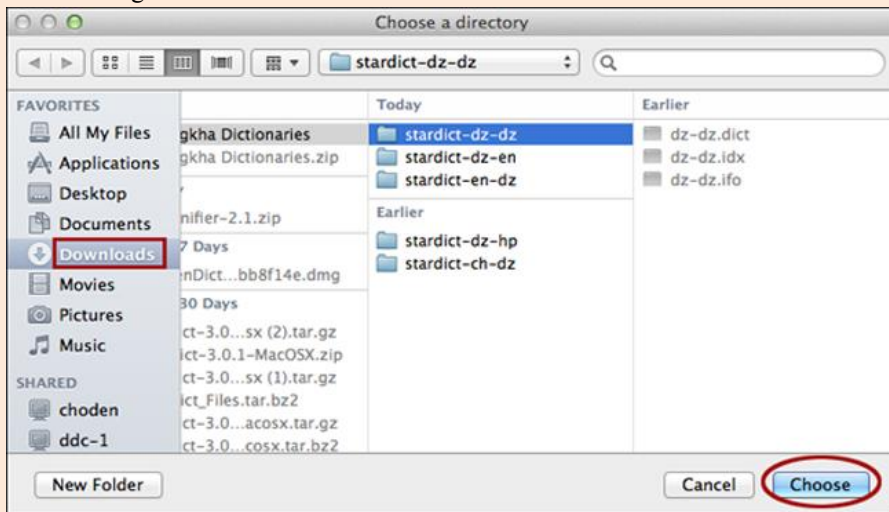 Choose a directory
stardict-dz-dz
FAVORITES
All My Files
Applications
Desktop
Documents
Downloads
Movies
Pictures
Music
SHARED
choden
ddc-1
gkha Dictionaries
gkha Dictionaries.zip
nifier-2.1.zip
7 Days
nDict...bb8f14e.dmg
30 Days
ct-3.0...sx (2).tar.gz
ict-3.0.1-MacOSX.zip
ct-3.0...sx (1).tar.gz
ict_Files.tar.bz2
ct-3.0...acosx.tar.gz
ct-3.0...cosx.tar.bz2
Today
stardict-dz-dz
stardict-dz-en
stardict-en-dz
Earlier
stardict-dz-hp
stardict-ch-dz
Earlier
dz-dz.dict
dz-dz.idx
dz-dz.ifo
New Folder
Cancel
Choose